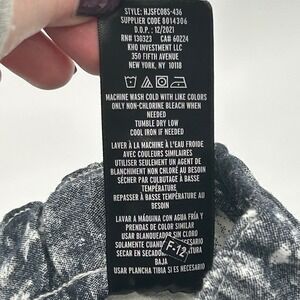 STYLE: HJSFC08S-436
SUPPLIER CODE 8014306
D.O.P. : 12/2021
RN# 130323 CA# 60224
KHQ INVESTMENT LLC
350 FIFTH AVENUE
NEW YORK, NY, 10118
MACHINE WASH COLD WITH LIKE COLORS
ONLY NON-CHLORINE BLEACH WHEN
NEEDED
TUMBLE DRY LOW
COOL IRON IF NEEDED
LAVER À LA MACHINE À L'EAU FROIDE
AVEC COULEURS SIMILAIRES
UTILISER SEULEMENT UN AGENT DE
BLANCHIMENT NON CHLORÉ AU BESOIN
SÉCHER PAR CULBUTAGE À BASSE
TEMPÉRATURE
REPASSER À BASSE TEMPÉRATURE AU
BESOIN
LAVAR A MÁQUINA CON AGUA FRÍA Y
PRENDAS DE COLOR SIMILAR
USAR BLANQUEADOR SIN CLORO
SOLAMENTE CUANDO NECESARIO
SECAR EN SECADO TEMPERATURA
BAJA
USAR PLANCHA TIBIA SI ES NECESARIO
F-12